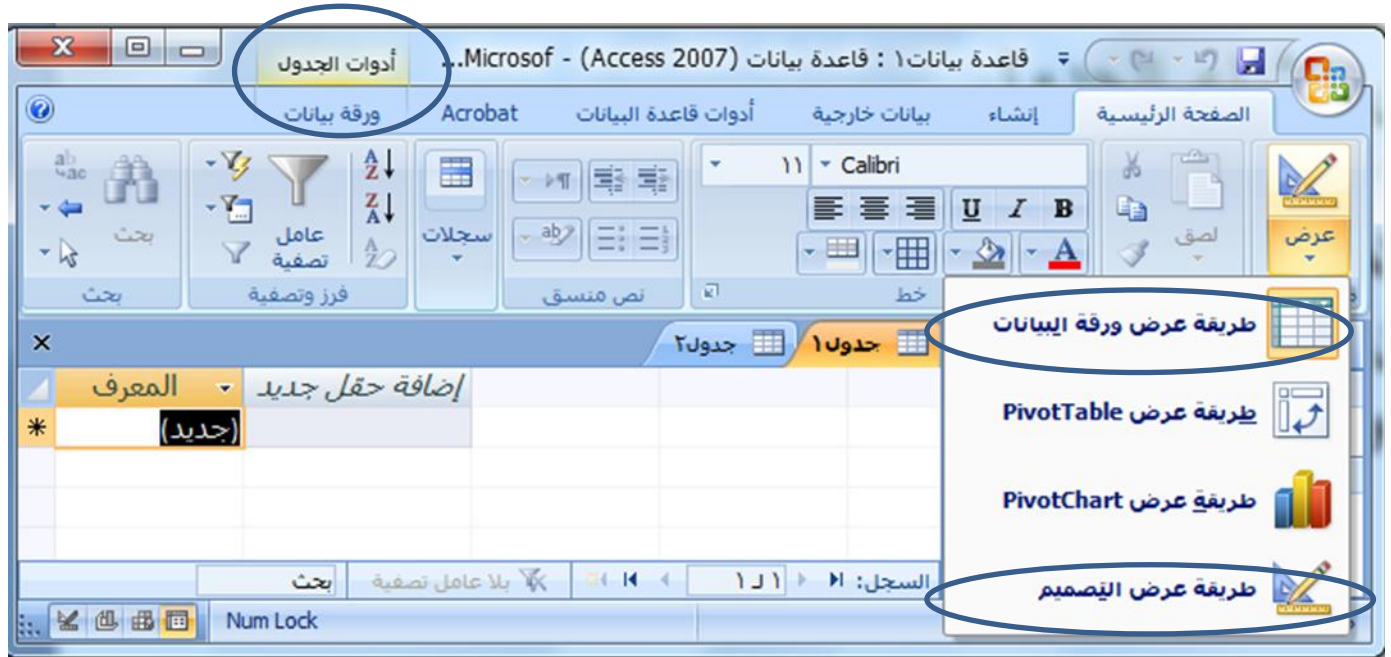 قاعدة بيانات١ : قاعدة بيانات (Access 2007) - Microsof...
أدوات الجدول
الصفحة الرئيسية
إنشاء
بيانات خارجية
أدوات قاعدة البيانات
Acrobat
ورقة بيانات
عرض
لصق
Calibri
١١
B I U
A
خط
نص منسق
سجلات
عامل تصفية
فرز وتصفية
بحث
بحث
طريقة عرض ورقة البيانات
طريقة عرض PivotTable
طريقة عرض PivotChart
طريقة عرض التصميم
جدول١
جدول٢
المعرف
إضافة حقل جديد
(جديد)
السجل:
١ لـ ١
بلا عامل تصفية
بحث
Num Lock